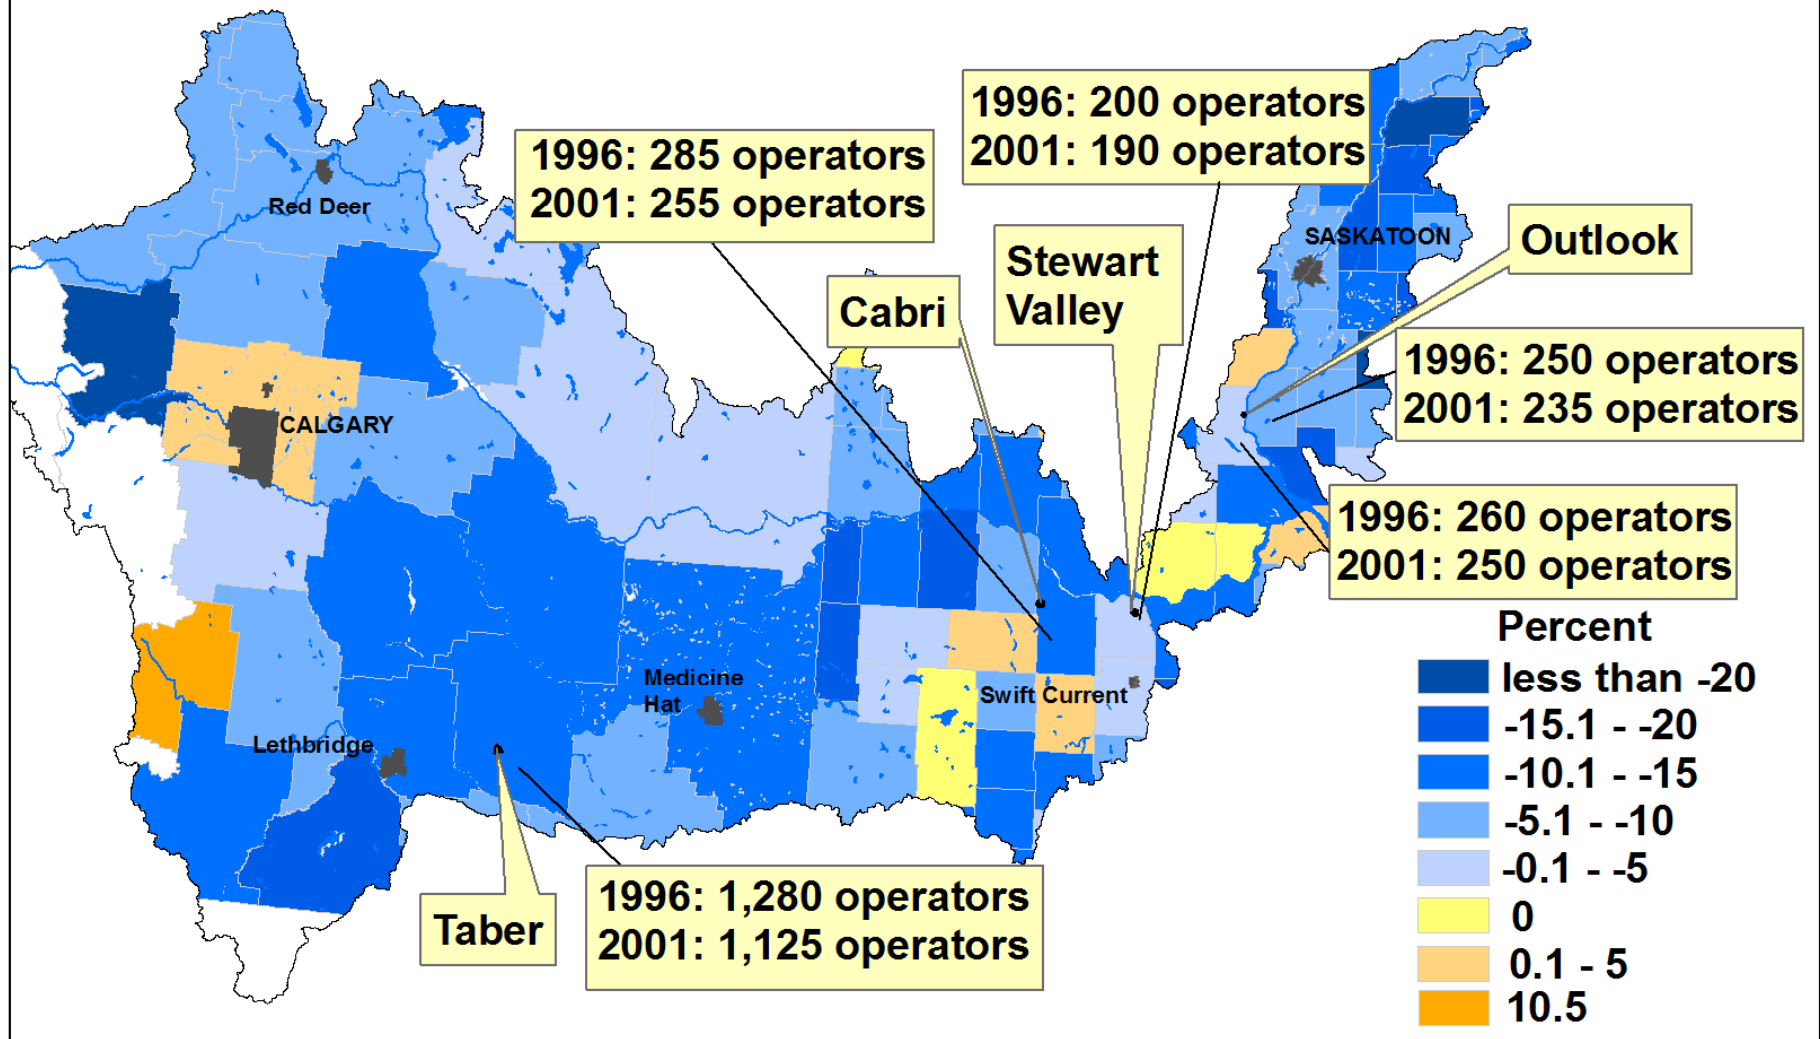 1996: 200 operators
2001: 190 operators
1996: 285 operators
2001: 255 operators
Red Deer
SASKATOON
Outlook
Stewart
Valley
Cabri
1996: 250 operators
2001: 235 operators
CALGARY
1996: 260 operators
2001: 250 operators
Medicine
Hat
Swift Current
Lethbridge
Taber
1996: 1,280 operators
2001: 1,125 operators
Percent
less than -20
-15.1 - -20
-10.1 - -15
-5.1 - -10
-0.1 - -5
0
0.1 - 5
10.5